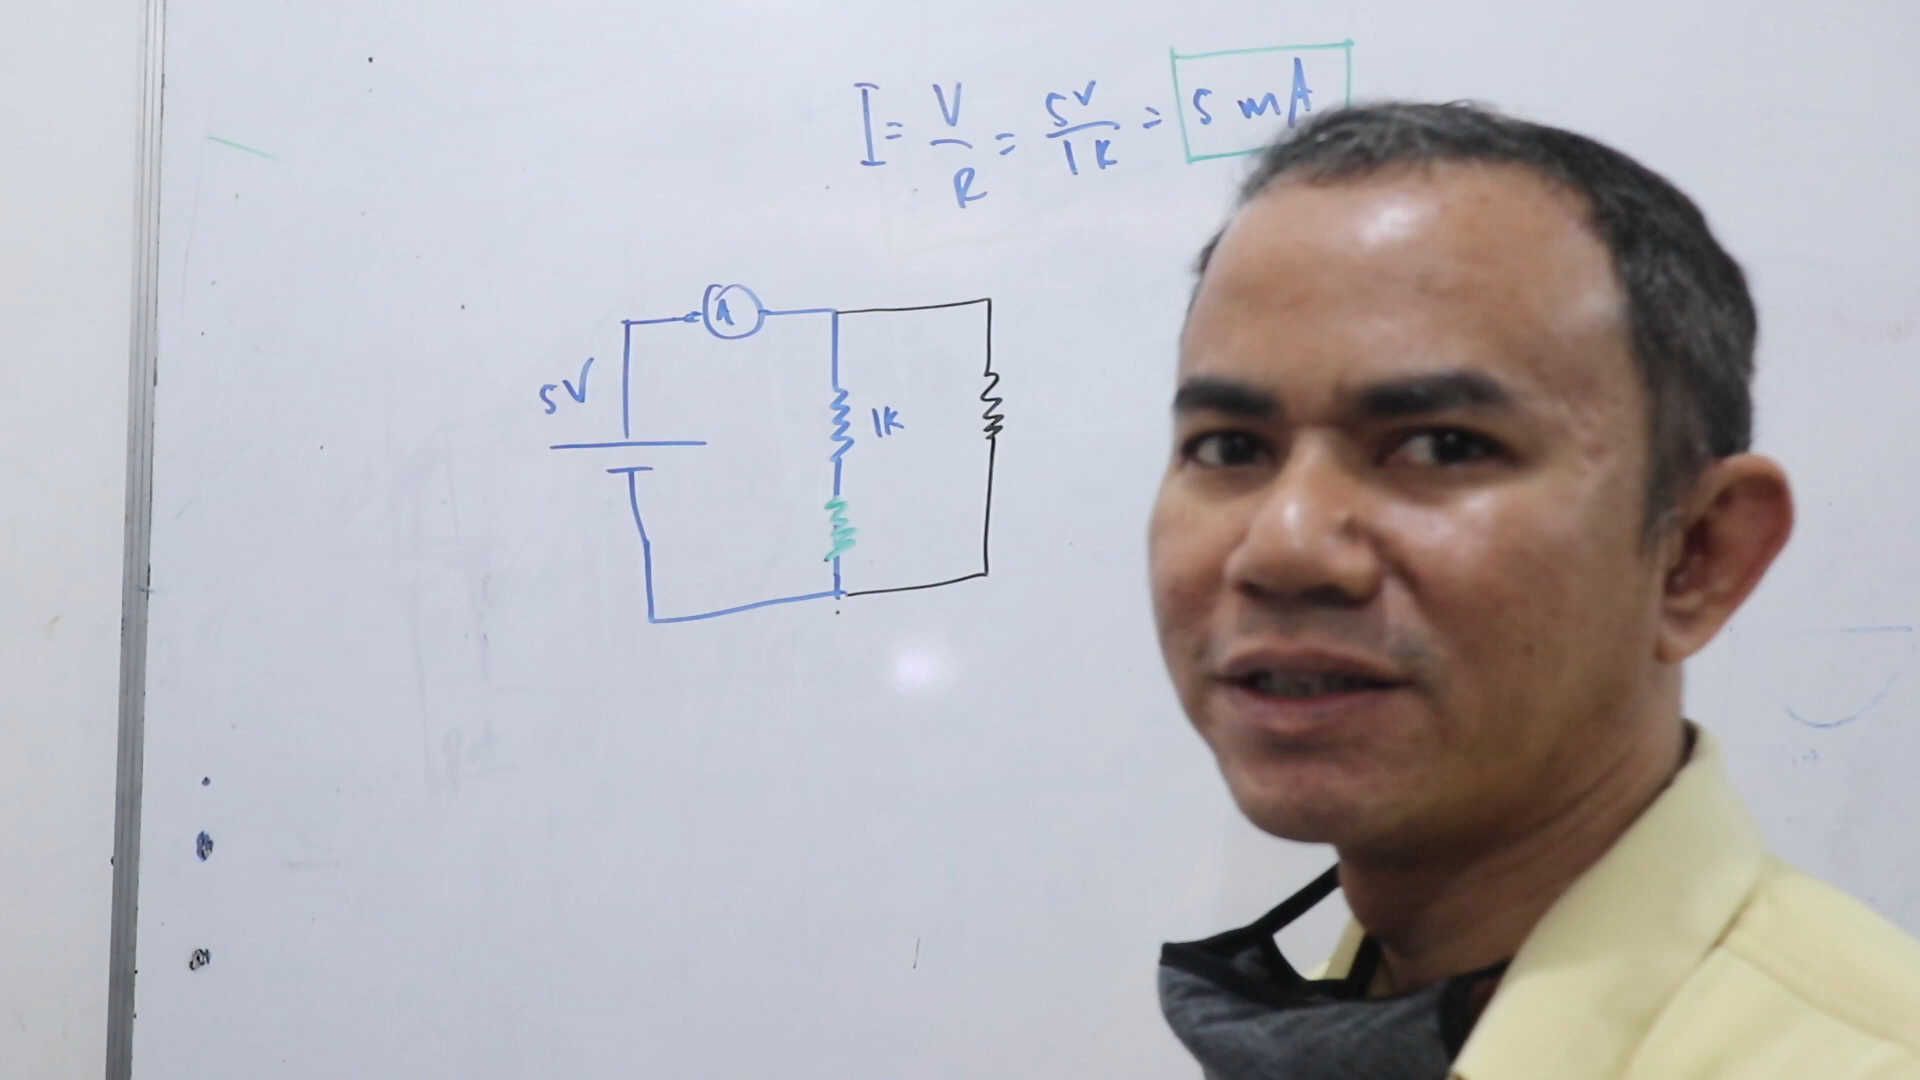 I = V/R = 5V/1K = 5 mA
A
5V
1K